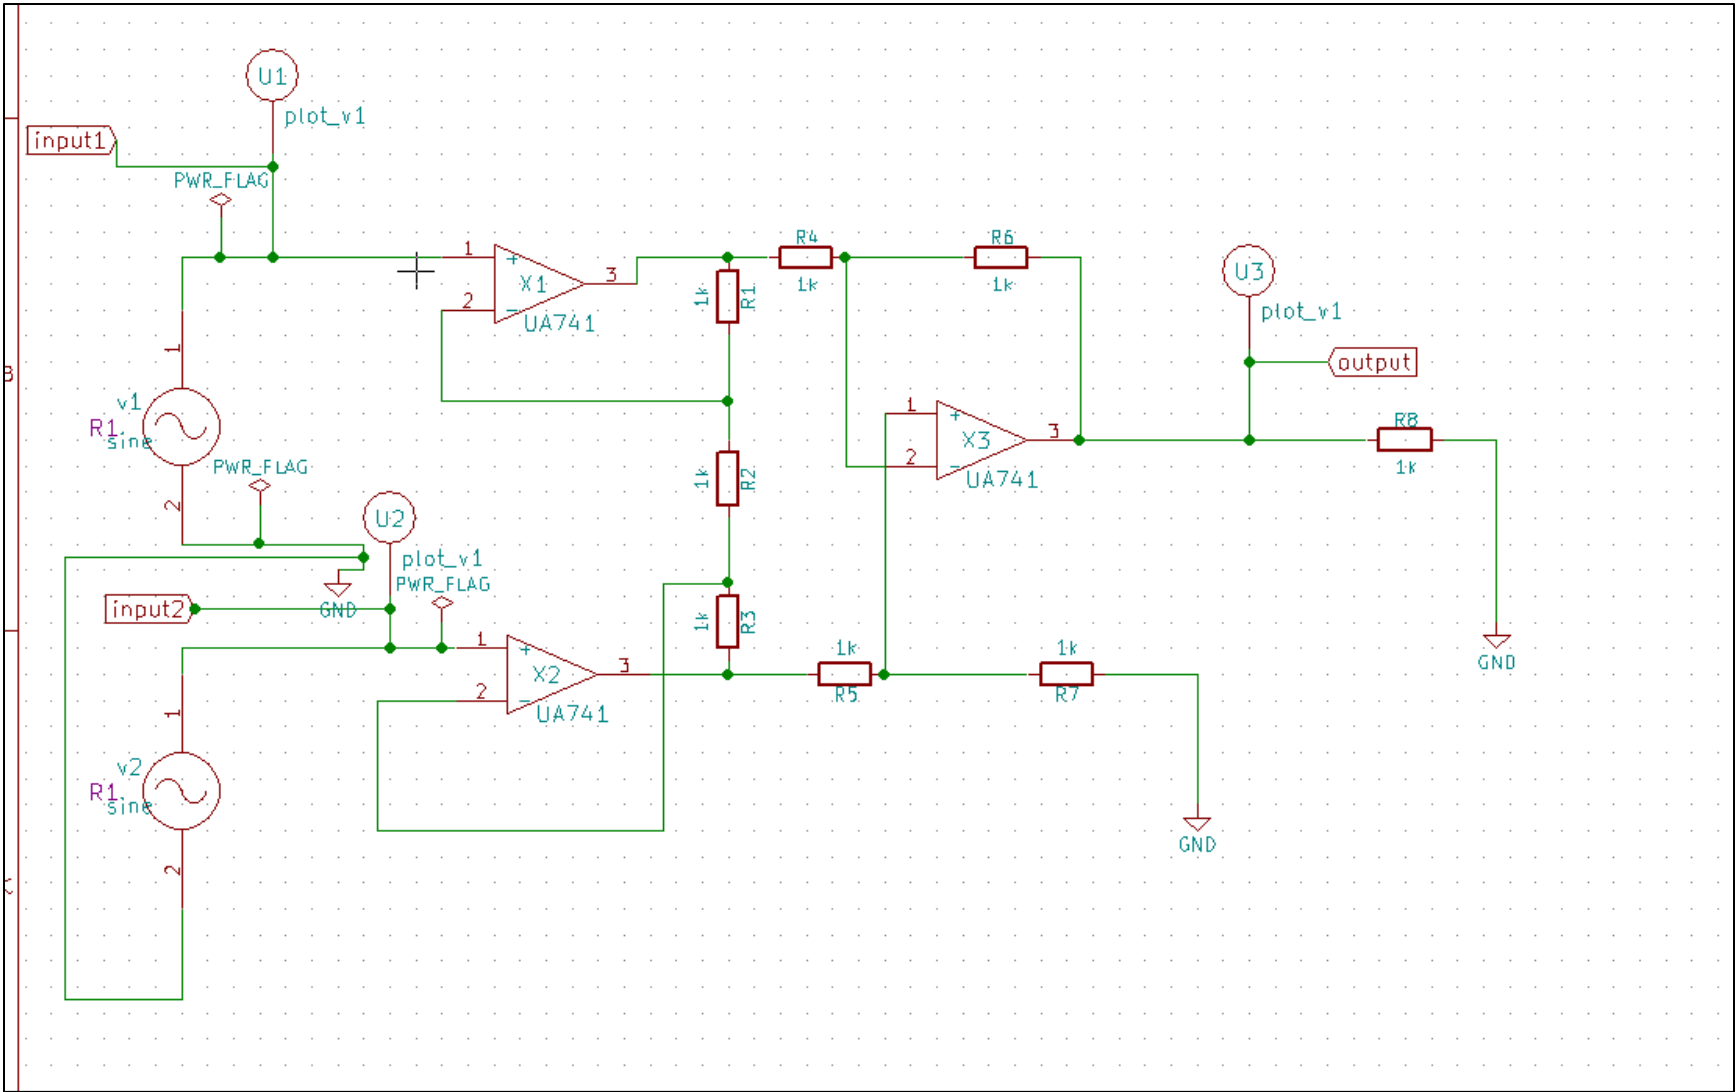 U1
plot_v1
input1
PWR_FLAG
1
2
+
−
X1
3
UA741
R4
1k
R6
1k
1k
R1
U3
plot_v1
output
1
v1
R1
sine
2
PWR_FLAG
U2
plot_v1
PWR_FLAG
GND
input2
1k
R2
1
2
+
−
X3
3
UA741
R8
1k
GND
1k
R3
1
2
+
−
X2
3
UA741
1k
R5
1k
R7
GND
1
v2
R1
sine
2
B